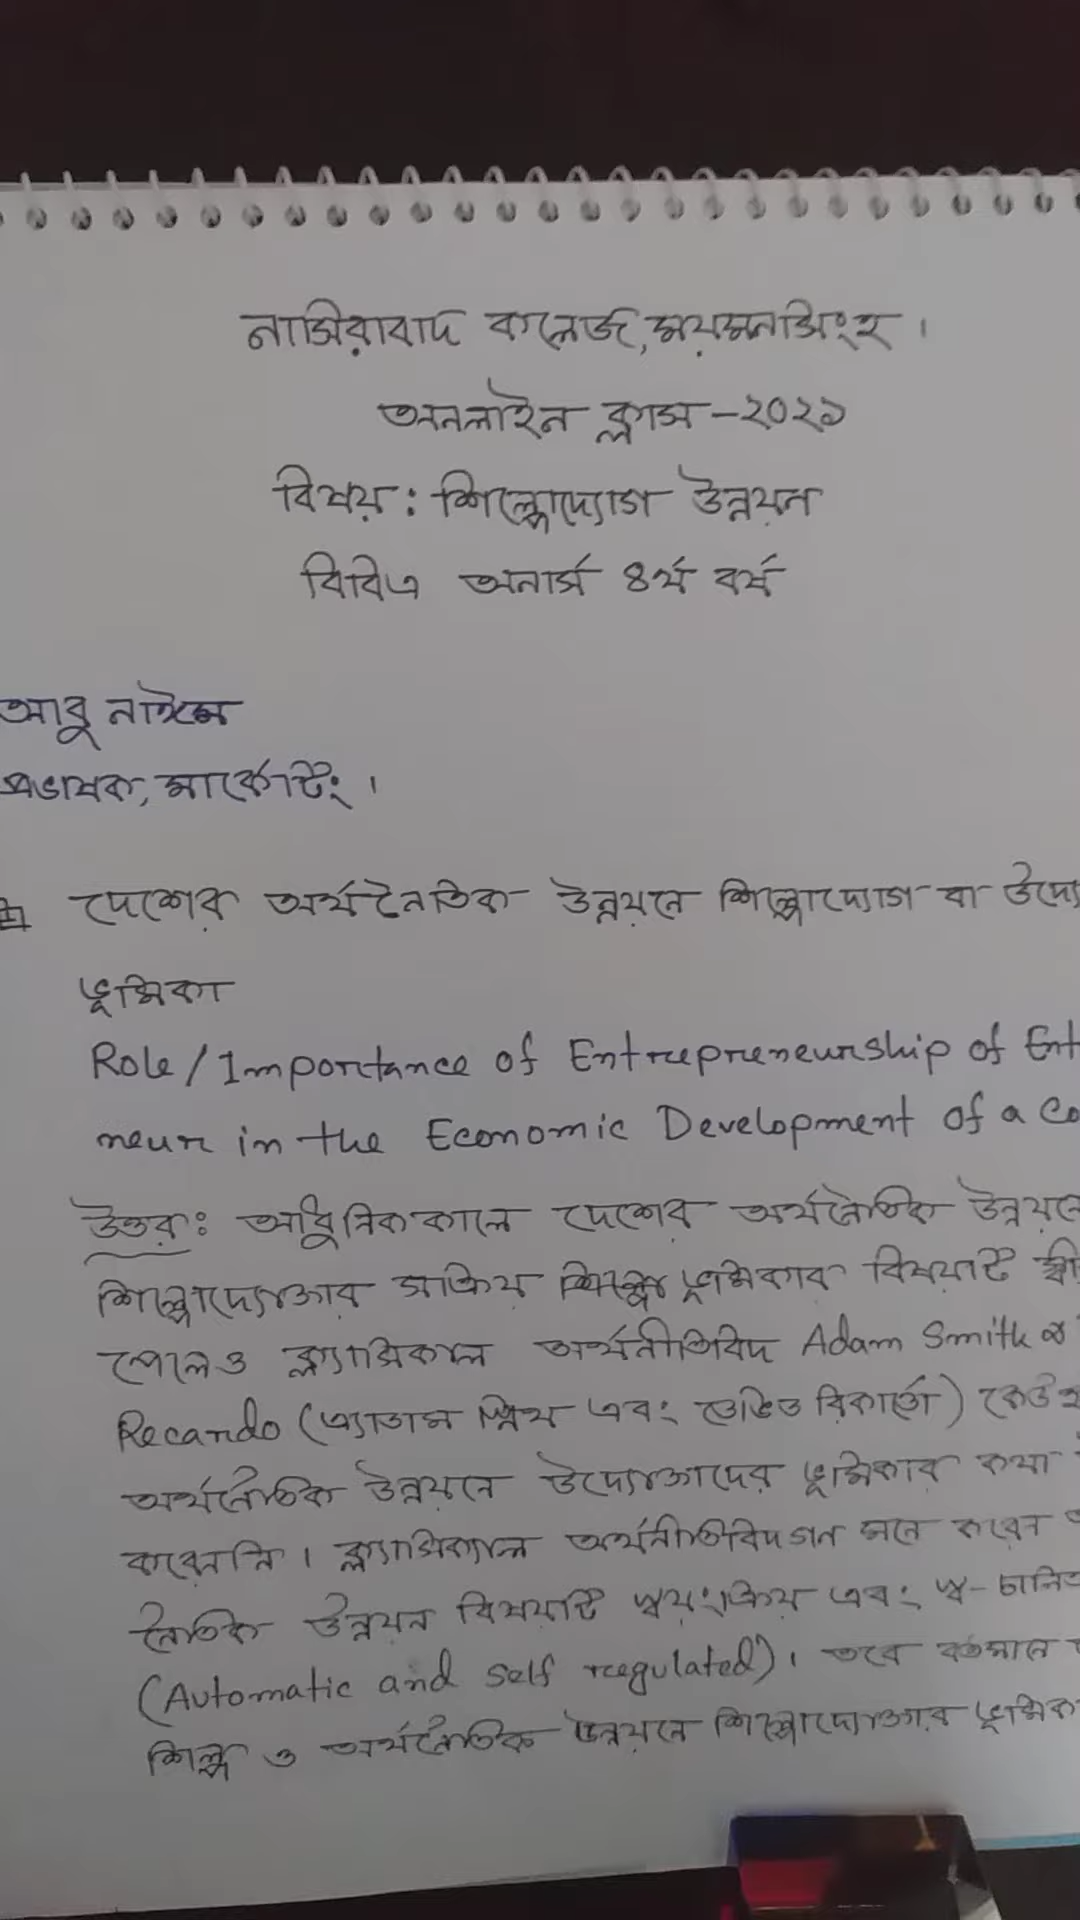 নাসিরাবাদ কলেজ, ময়মনসিংহ।
অনলাইন ক্লাস -২০২১
বিষয়: শিল্পোদ্যোগ উন্নয়ন
বিবিএ অনার্স ৪র্থ বর্ষ
আবু নাঈম
প্রভাষক, মার্কেটিং।
দেশের অর্থনৈতিক উন্নয়নে শিল্পোদ্যোগ বা উদ্যো
ভূমিকা
Role/Importance of Entrepreneurship of Ent
neur in the Economic Development of a Co
উত্তর: আধুনিককালে দেশের অর্থনৈতিক উন্নয়নে
শিল্পোদ্যোক্তার সক্রিয় ভূমিকার বিষয়টি স্বী
পেলেও ক্ল্যাসিকাল অর্থনীতিবিদ Adam Smith
Recardo (এ্যাডাম স্মিথ এবং ডেভিড রিকার্ডো) কেউ
অর্থনৈতিক উন্নয়নে উদ্যোক্তাদের ভূমিকার কথা
করেননি। ক্ল্যাসিক্যাল অর্থনীতিবিদগন মনে করেন
নৈতিক উন্নয়ন বিষয়টি স্বয়ংক্রিয় এবং স্ব-চালিত
(Automatic and self regulated)। তবে বর্তমানে
শিল্প ও অর্থনৈতিক উন্নয়নে শিল্পোদ্যোক্তার ভূমিক